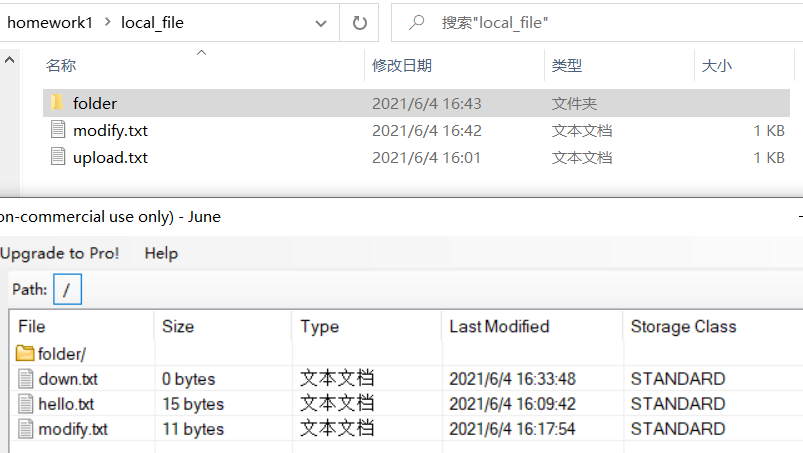 homework1 > local_file 搜索"local_file"
名称 修改日期 类型 大小
folder 2021/6/4 16:43 文件夹
modify.txt 2021/6/4 16:42 文本文档 1 KB
upload.txt 2021/6/4 16:01 文本文档 1 KB
on-commercial use only) - June
Upgrade to Pro! Help
Path: /
File Size Type Last Modified Storage Class
folder/
down.txt 0 bytes 文本文档 2021/6/4 16:33:48 STANDARD
hello.txt 15 bytes 文本文档 2021/6/4 16:09:42 STANDARD
modify.txt 11 bytes 文本文档 2021/6/4 16:17:54 STANDARD